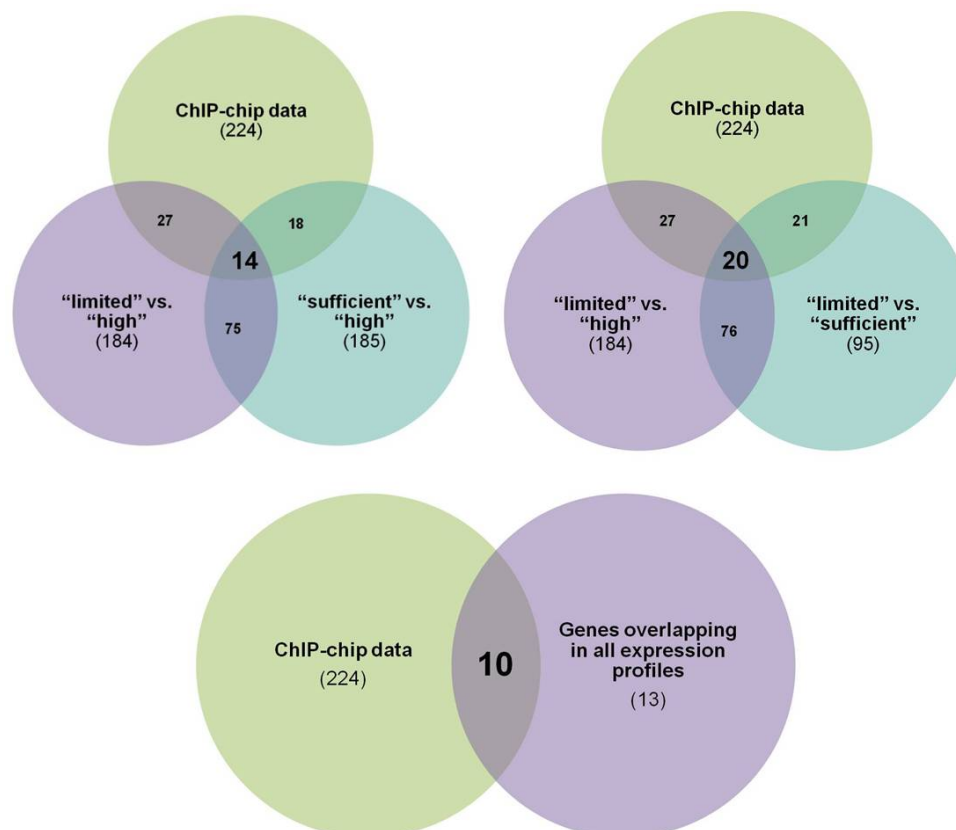 ChIP-chip data
(224)
27
18
14
“limited” vs.
“high”
(184)
75
“sufficient” vs.
“high”
(185)
ChIP-chip data
(224)
27
21
20
“limited” vs.
“high”
(184)
76
“limited” vs.
“sufficient”
(95)
ChIP-chip data
(224)
10
Genes overlapping
in all expression
profiles
(13)